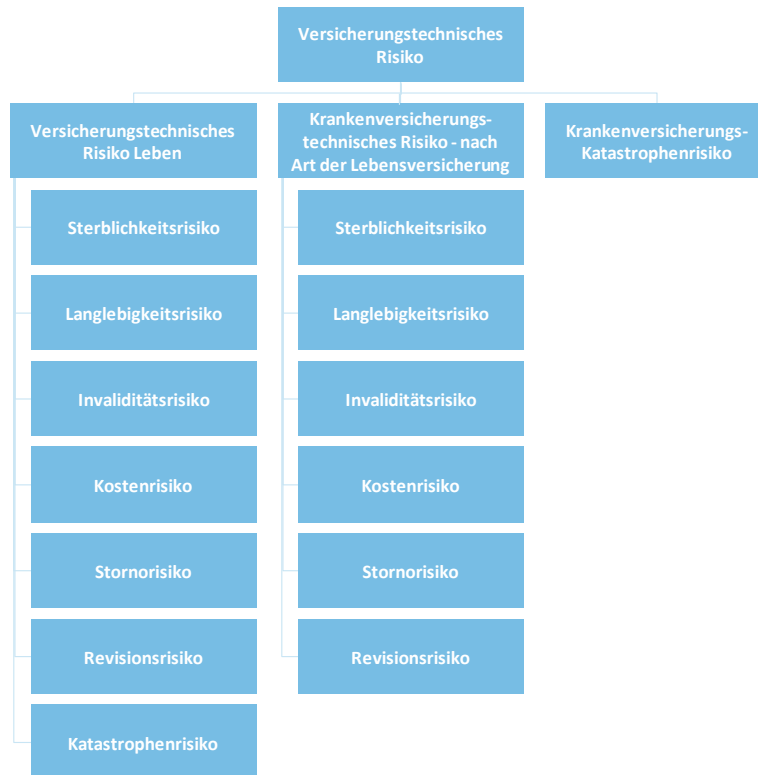 Versicherungstechnisches
Risiko
Versicherungstechnisches
Risiko Leben
Krankenversicherungs-
technisches Risiko - nach
Art der Lebensversicherung
Krankenversicherungs-
Katastrophenrisiko
Sterblichkeitsrisiko
Langlebigkeitsrisiko
Invaliditätsrisiko
Kostenrisiko
Stornorisiko
Revisionsrisiko
Katastrophenrisiko
Sterblichkeitsrisiko
Langlebigkeitsrisiko
Invaliditätsrisiko
Kostenrisiko
Stornorisiko
Revisionsrisiko